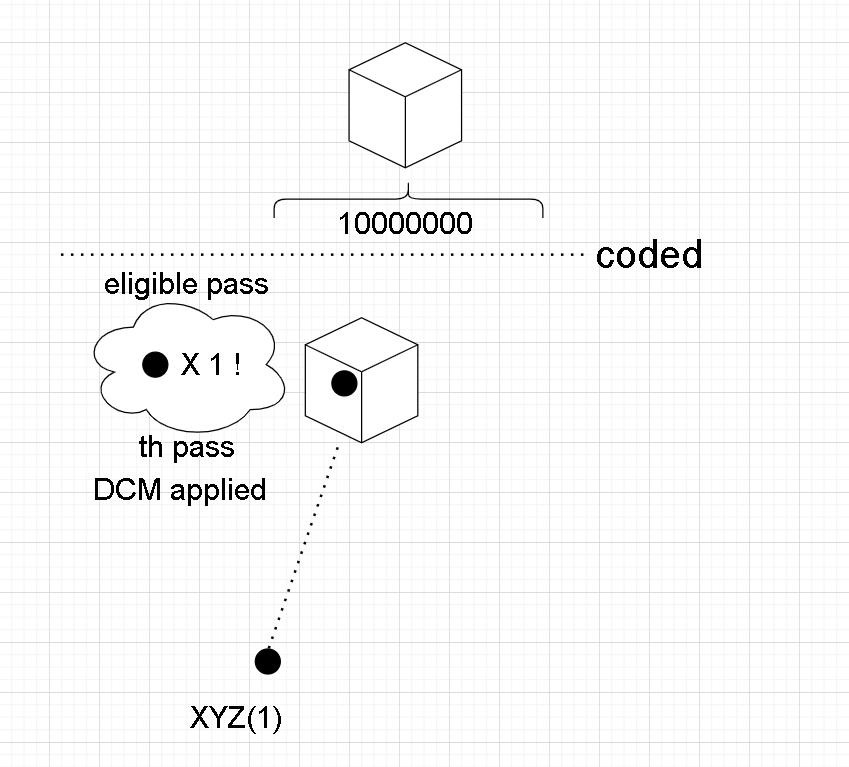 10000000
coded
eligible pass
X 1 !
th pass
DCM applied
XYZ(1)